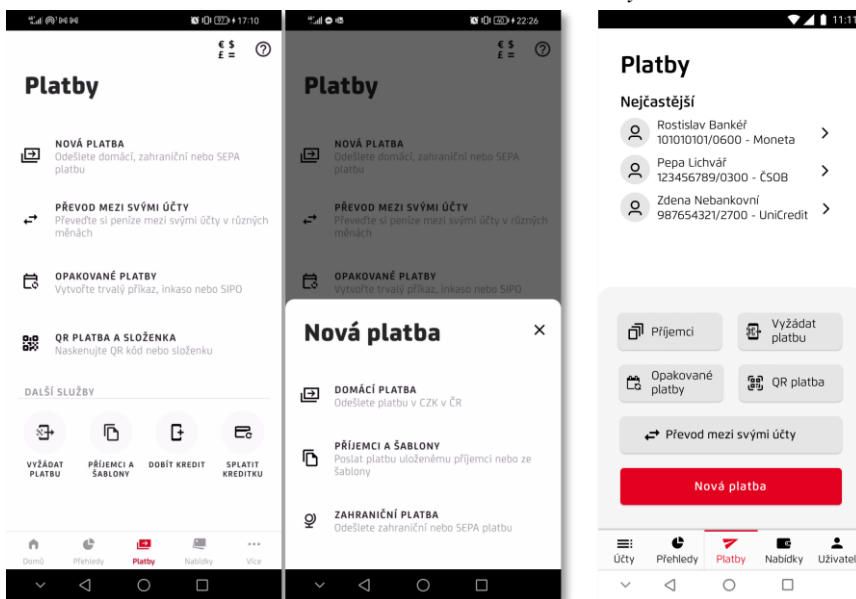 17:10
€ $
£ =
Platby
NOVÁ PLATBA
Odešlete domácí, zahraniční nebo SEPA
platbu
PŘEVOD MEZI SVÝMI ÚČTY
Převeďte si peníze mezi svými účty v různých
měnách
OPAKOVANÉ PLATBY
Vytvořte trvalý příkaz, inkaso nebo SIPO
QR PLATBA A SLOŽENKA
Naskenujte QR kód nebo složenku
DALŠÍ SLUŽBY
VYŽÁDAT
PLATBU
PŘÍJEMCI A
ŠABLONY
DOBÍT KREDIT
SPLATIT
KREDITKU
Domů
Přehledy
Platby
Nabídky
Více
22:26
€ $
£ =
Platby
NOVÁ PLATBA
Odešlete domácí, zahraniční nebo SEPA
platbu
PŘEVOD MEZI SVÝMI ÚČTY
Převeďte si peníze mezi svými účty v různých
měnách
OPAKOVANÉ PLATBY
Vytvořte trvalý příkaz, inkaso nebo SIPO
Nová platba
DOMÁCÍ PLATBA
Odešlete platbu v CZK v ČR
PŘÍJEMCI A ŠABLONY
Poslat platbu uloženému příjemci nebo ze
šablony
ZAHRANIČNÍ PLATBA
Odešlete zahraniční nebo SEPA platbu
11:11
Platby
Nejčastější
Rostislav Bankéř
101010101/0600 - Moneta
Pepa Lichvář
123456789/0300 - ČSOB
Zdena Nebankovní
987654321/2700 - UniCredit
Příjemci
Vyžádat
platbu
Opakované
platby
QR platba
Převod mezi svými účty
Nová platba
Účty
Přehledy
Platby
Nabídky
Uživatel